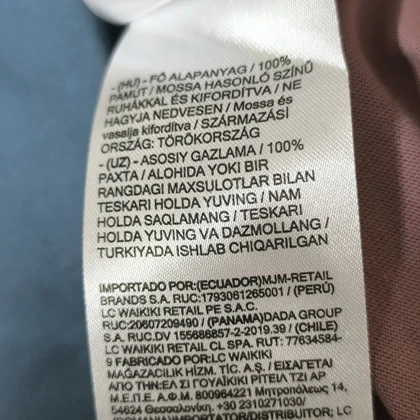 - (HU) - FŐ ALAPANYAG / 100%
PAMUT / MOSSA HASONLÓ SZÍNŰ
RUHÁKKAL ÉS KIFORDÍTVA / NE
HAGYJA NEDVESEN / Mossa és
vasalja kifordítva / SZÁRMAZÁSI
ORSZÁG: TÖRÖKORSZÁG
- (UZ) - ASOSIY GAZLAMA / 100%
PAXTA / ALOHIDA YOKI BIR
RANGDAGI MAXSULOTLAR BILAN
TESKARI HOLDA YUVING / NAM
HOLDA SAQLAMANG / TESKARI
HOLDA YUVING VA DAZMOLLANG /
TURKIYADA ISHLAB CHIQARILGAN
IMPORTADO POR:(ECUADOR)MJM-RETAIL
BRANDS S.A. RUC:1793061265001 / (PERÚ)
LC WAIKIKI RETAIL PE S.A.C.
RUC:20607209490 / (PANAMA)DADA GROUP
S.A. RUC.DV 155686857-2-2019.39 / (CHILE)
LC WAIKIKI RETAIL CL SPA. RUT: 77634584-
9 FABRICADO POR:LC WAIKIKI
MAĞAZACILIK HİZM. TİC. A.Ş. / ΕΙΣΑΓΕΤΑΙ
ΑΠΟ ΤΗΝ:ΕΛ ΣΙ ΓΟΥΑΪΚΙΚΙ ΡΙΤΕΙΛ ΤΖΙ ΑΡ
Μ.Ε.Π.Ε. Α.Φ.Μ. 800964221 Μητροπόλεως 14,
54624 Θεσσαλονίκη. +30 2310271030/
IMPORTATOR/DISTRIBUITOR: LC